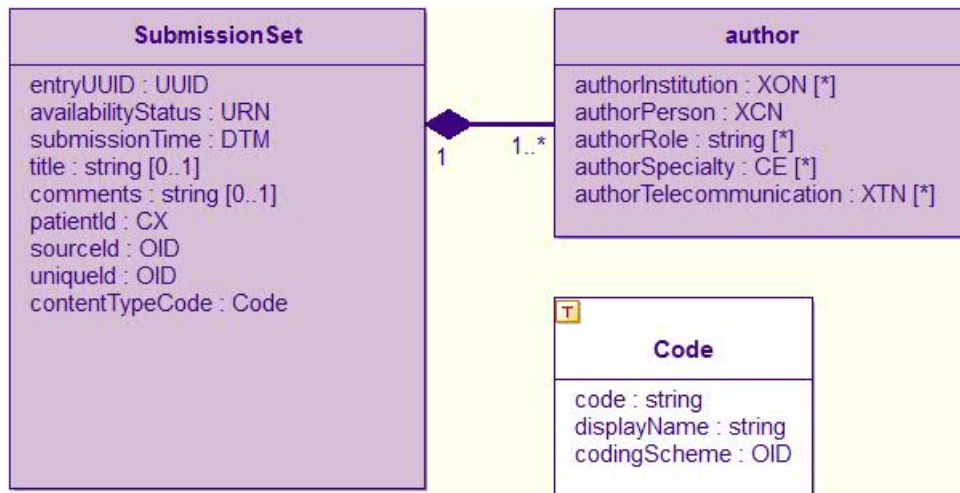 SubmissionSet
entryUUID : UUID
availabilityStatus : URN
submissionTime : DTM
title : string [0..1]
comments : string [0..1]
patientId : CX
sourceId : OID
uniqueId : OID
contentTypeCode : Code
1
1..*
author
authorInstitution : XON [*]
authorPerson : XCN
authorRole : string [*]
authorSpecialty : CE [*]
authorTelecommunication : XTN [*]
T
Code
code : string
displayName : string
codingScheme : OID